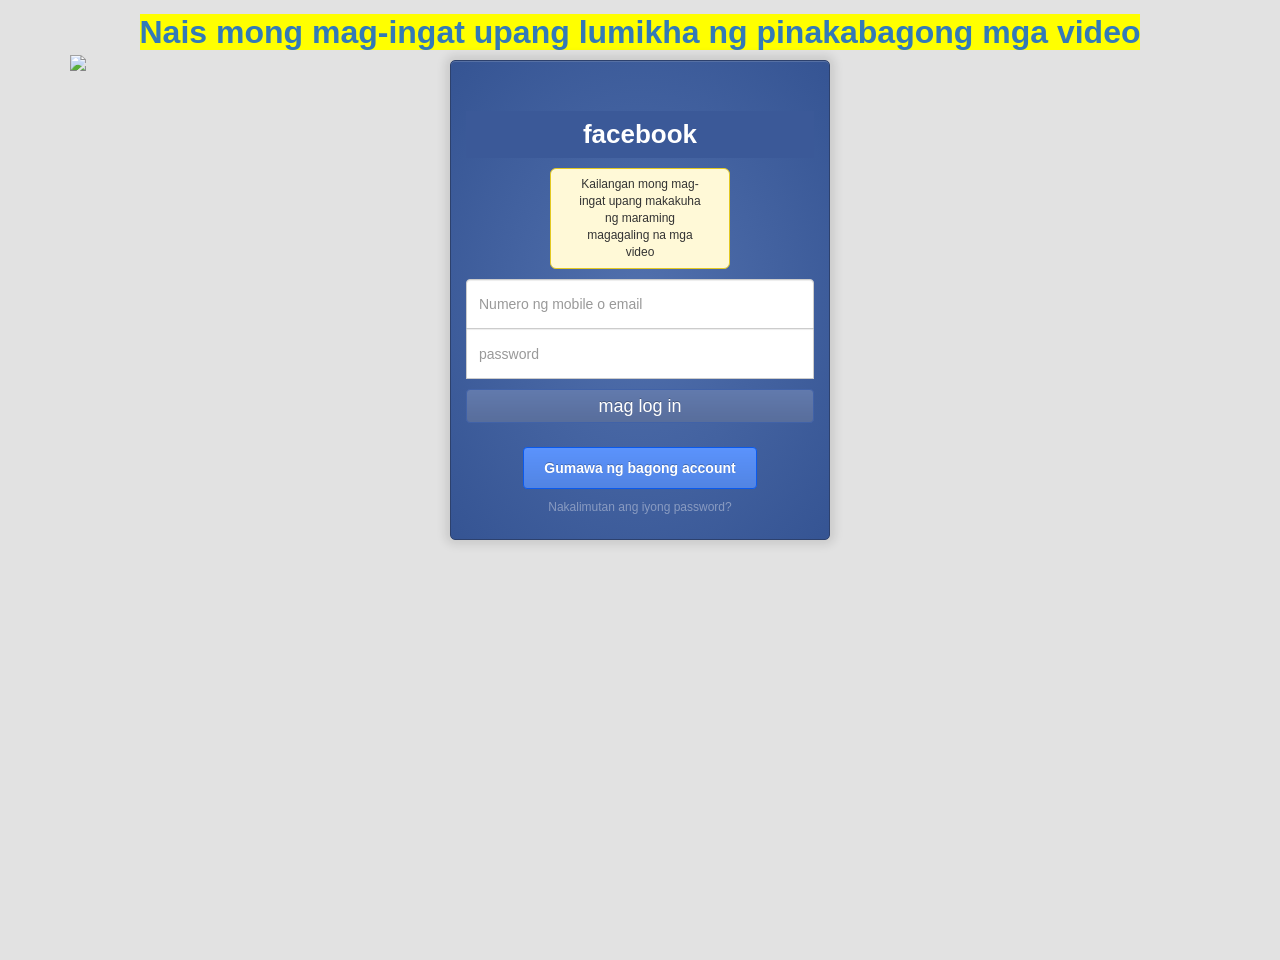 Nais mong mag-ingat upang lumikha ng pinakabagong mga video
facebook
Kailangan mong mag-
ingat upang makakuha
ng maraming
magagaling na mga
video
Numero ng mobile o email
password
mag log in
Gumawa ng bagong account
Nakalimutan ang iyong password?